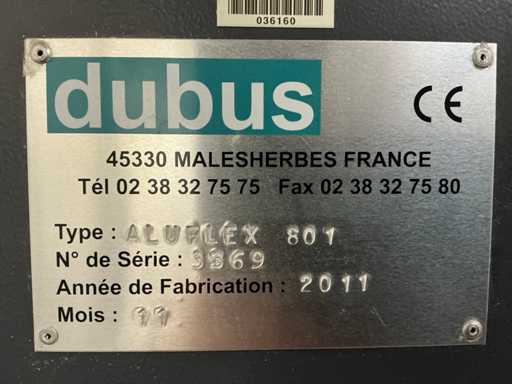 036160
dubus
CE
45330 MALESHERBES FRANCE
Tél 02 38 32 75 75 Fax 02 38 32 75 80
Type : ALUFLEX 801
N° de Série : 3369
Année de Fabrication : 2011
Mois : 11